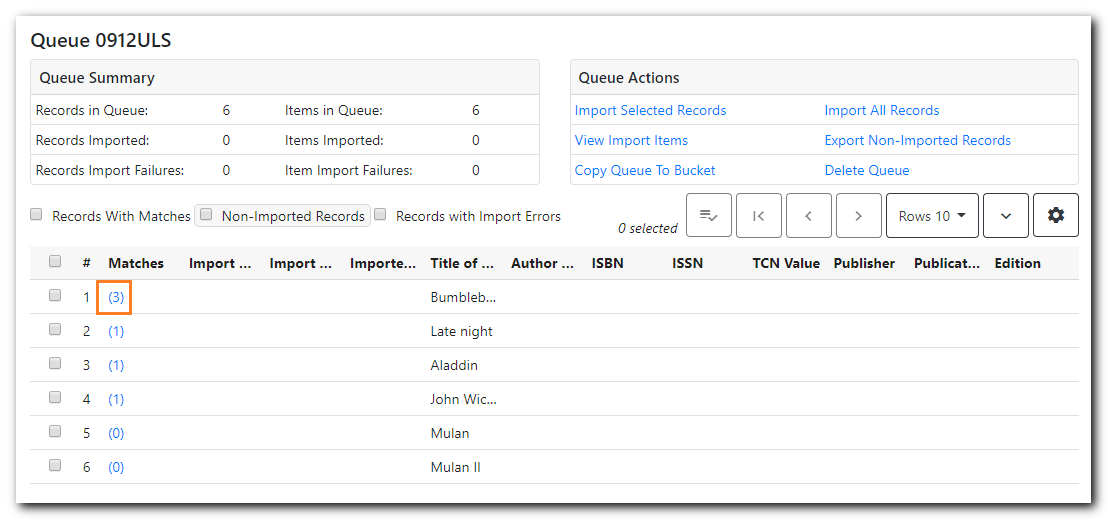 Queue 0912ULS
Queue Summary
Records in Queue: 6 Items in Queue: 6
Records Imported: 0 Items Imported: 0
Records Import Failures: 0 Item Import Failures: 0
Queue Actions
Import Selected Records Import All Records
View Import Items Export Non-Imported Records
Copy Queue To Bucket Delete Queue
Records With Matches Non-Imported Records Records with Import Errors 0 selected Rows 10
# Matches Import ... Import ... Importe... Title of ... Author ... ISBN ISSN TCN Value Publisher Publicat... Edition
1 (3) Bumbleb...
2 (1) Late night
3 (1) Aladdin
4 (1) John Wic...
5 (0) Mulan
6 (0) Mulan II